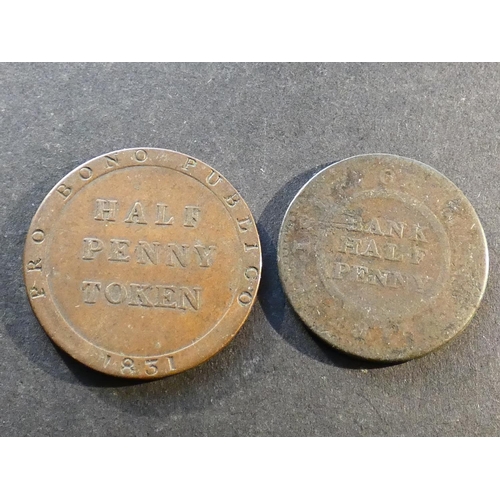 PRO BONO PUBLICO
HALF
PENNY
TOKEN
1831
BANK
HALF
PENNY